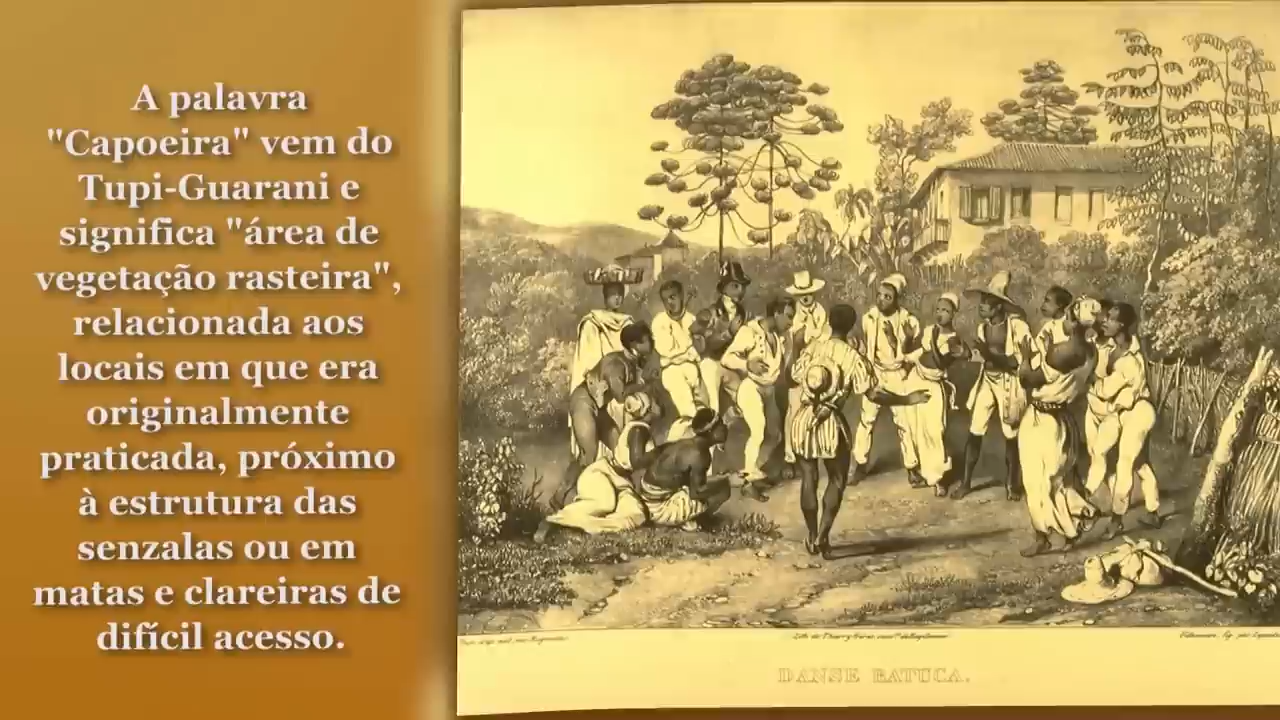 A palavra
"Capoeira" vem do
Tupi-Guarani e
significa "área de
vegetação rasteira",
relacionada aos
locais em que era
originalmente
praticada, próximo
à estrutura das
senzalas ou em
matas e clareiras de
difícil acesso.
DANSE BATUCA.